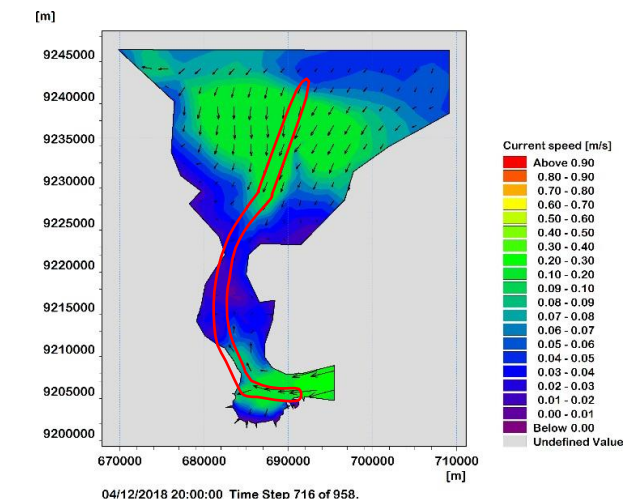 [m]
9245000
9240000
9235000
9230000
9225000
9220000
9215000
9210000
9205000
9200000
670000 680000 690000 700000 710000
[m]
04/12/2018 20:00:00 Time Step 716 of 958.
Current speed [m/s]
Above 0.90
0.80 - 0.90
0.70 - 0.80
0.60 - 0.70
0.50 - 0.60
0.40 - 0.50
0.30 - 0.40
0.20 - 0.30
0.10 - 0.20
0.09 - 0.10
0.08 - 0.09
0.07 - 0.08
0.06 - 0.07
0.05 - 0.06
0.04 - 0.05
0.03 - 0.04
0.02 - 0.03
0.01 - 0.02
0.00 - 0.01
Below 0.00
Undefined Value